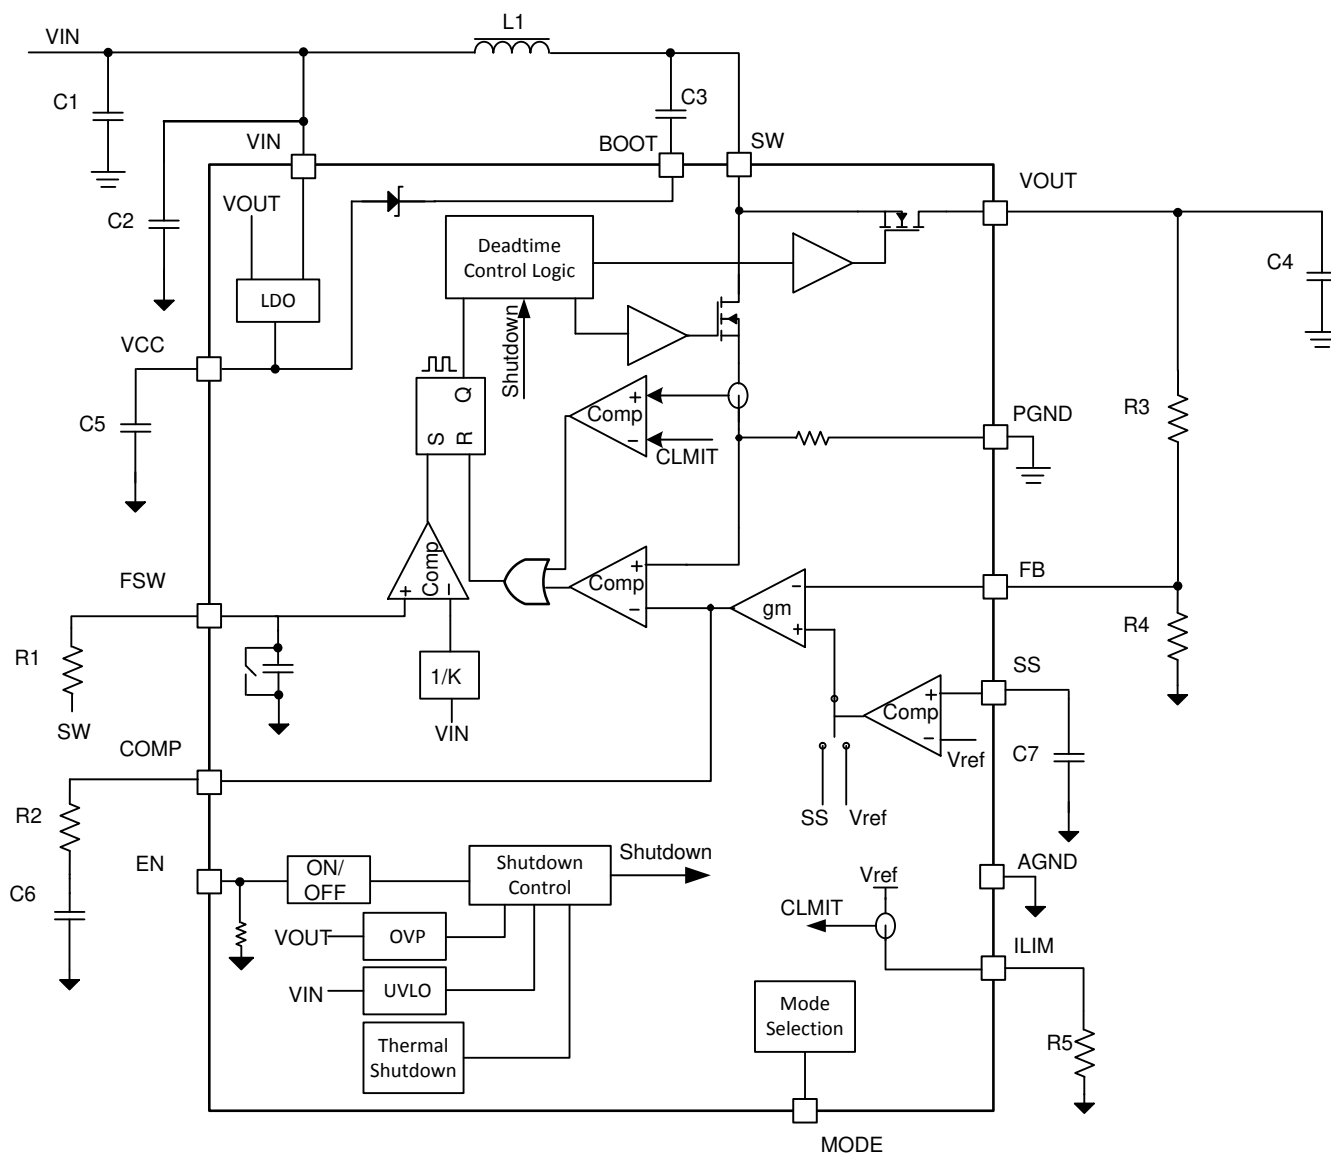 L1
VIN
C1
C3
VIN
BOOT
SW
VOUT
C2
VOUT
Deadtime
Control Logic
C4
LDO
Shutdown
VCC
Q
S
R
+
Comp
−
CLMIT
R3
C5
PGND
FSW
Comp
+
−
+
Comp
−
−
gm
+
FB
R4
R1
1/K
SS
+
Comp
−
SW
VIN
Vref
C7
COMP
SS
Vref
R2
EN
ON/
OFF
Shutdown
Control
Shutdown
AGND
Vref
C6
CLMIT
VOUT
OVP
ILIM
VIN
UVLO
Mode
Selection
Thermal
Shutdown
R5
MODE